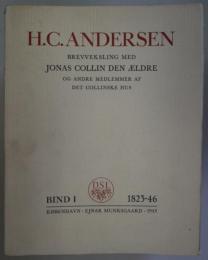 H.C. ANDERSEN
BREVVEKSLING MED
JONAS COLLIN DEN ÆLDRE
OG ANDRE MEDLEMMER AF
DET COLLINSKE HUS
DSL
BIND I 1823-46
KØBENHAVN · EJNAR MUNKSGAARD · 1945